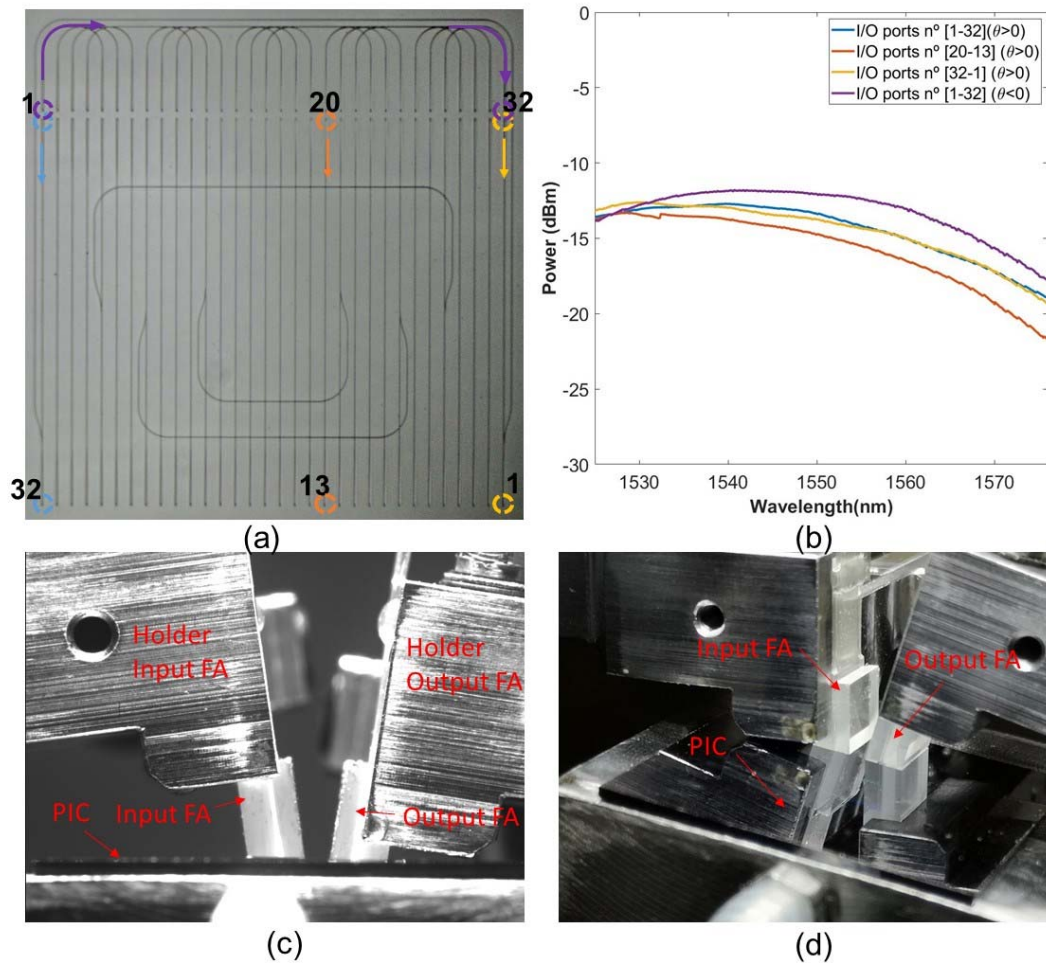 1
20
32
32
13
1
(a)
0
-5
-10
-15
-20
-25
-30
Power (dBm)
1530
1540
1550
1560
1570
Wavelength(nm)
I/O ports nº [1-32](θ>0)
I/O ports nº [20-13] (θ>0)
I/O ports nº [32-1] (θ>0)
I/O ports nº [1-32] (θ<0)
(b)
Holder
Input FA
Holder
Output FA
PIC
Input FA
Output FA
(c)
Input FA
Output FA
PIC
(d)